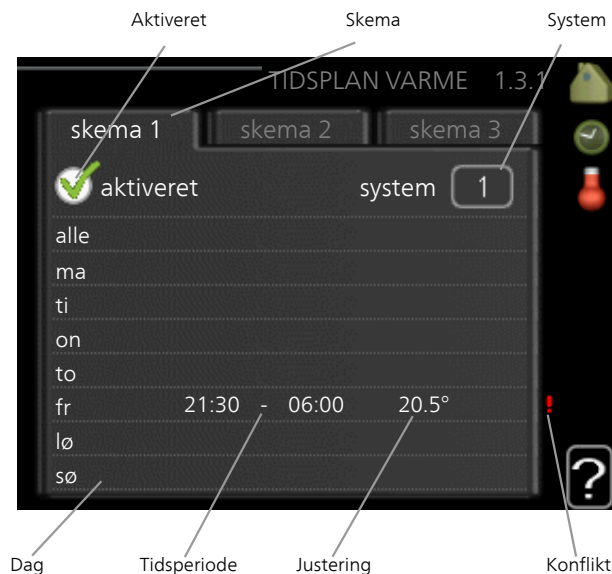 Aktiveret Skema System
TIDSPLAN VARME 1.3.1
skema 1 skema 2 skema 3
aktiveret system 1
alle
ma
ti
on
to
fr 21:30 - 06:00 20.5° !
lø
sø
?
Dag Tidsperiode Justering Konflikt